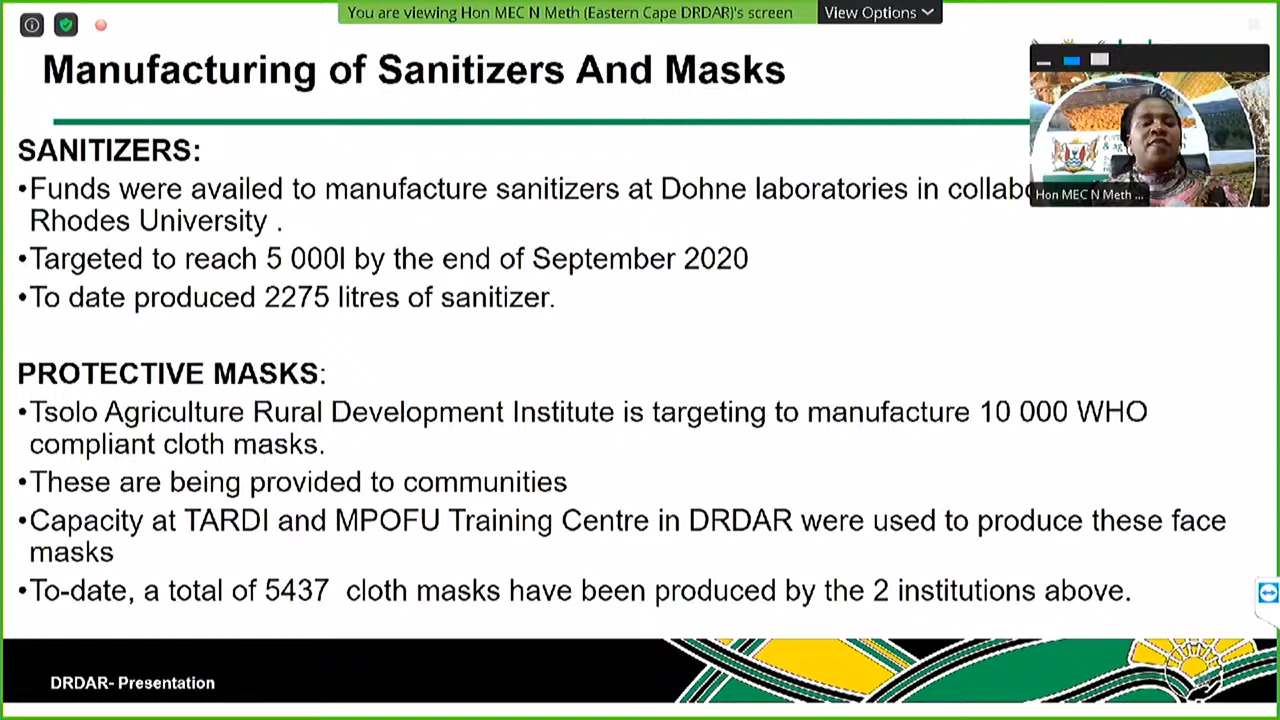 You are viewing Hon MEC N Meth (Eastern Cape DRDAR)'s screen
View Options
Manufacturing of Sanitizers And Masks
SANITIZERS:
•Funds were availed to manufacture sanitizers at Dohne laboratories in
Rhodes University .
•Targeted to reach 5 000l by the end of September 2020
•To date produced 2275 litres of sanitizer.
Hon MEC N Meth ...
PROTECTIVE MASKS:
•Tsolo Agriculture Rural Development Institute is targeting to manufacture 10 000 WHO
compliant cloth masks.
•These are being provided to communities
•Capacity at TARDI and MPOFU Training Centre in DRDAR were used to produce these face
masks
•To-date, a total of 5437 cloth masks have been produced by the 2 institutions above.
DRDAR- Presentation